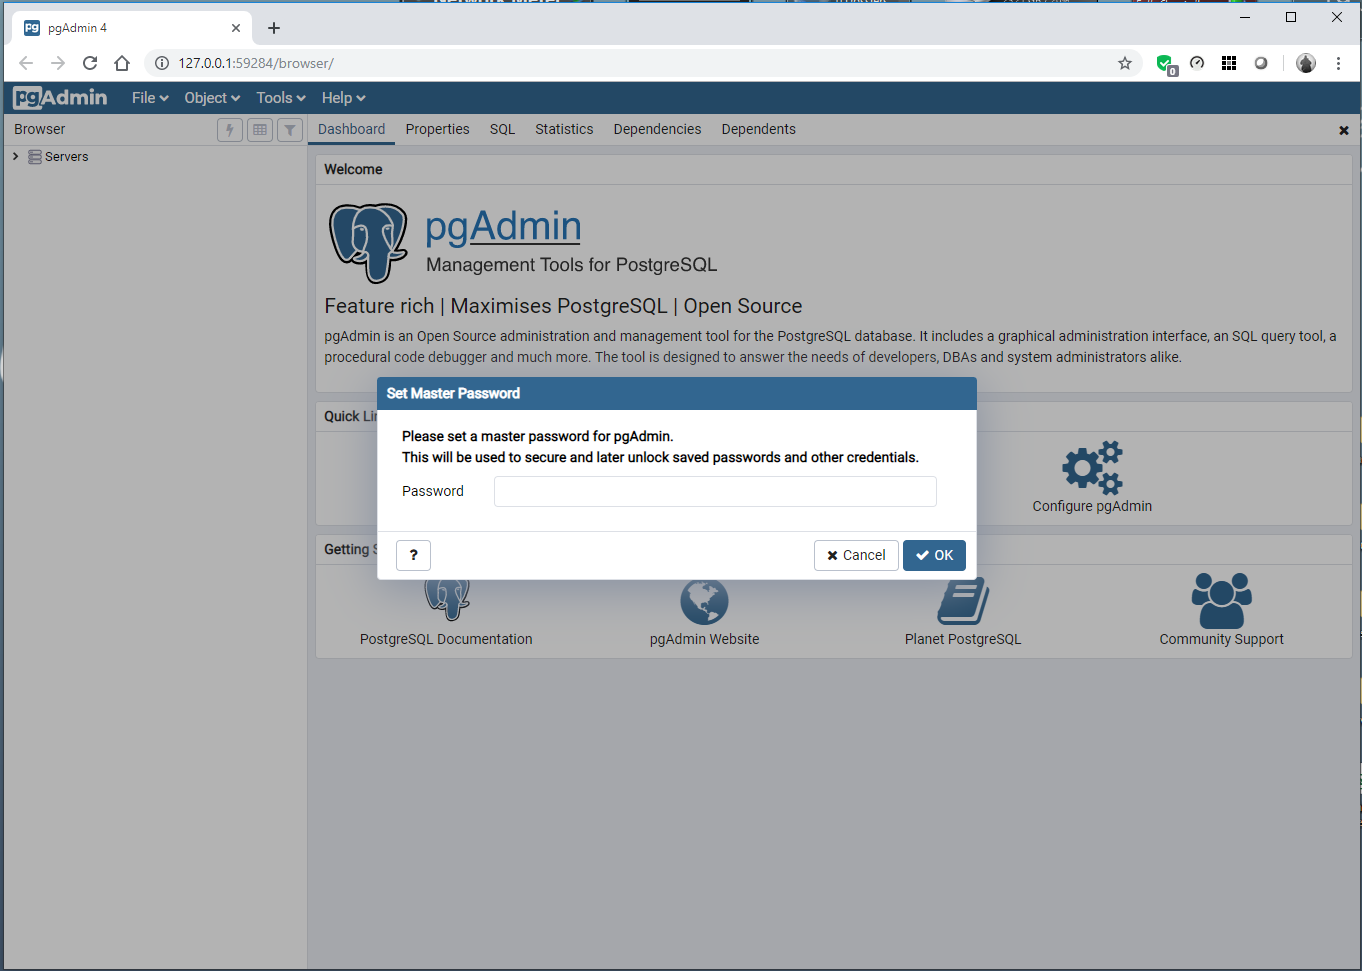 pgAdmin 4
127.0.0.1:59284/browser/
0
pgAdmin File Object Tools Help
Browser
Dashboard Properties SQL Statistics Dependencies Dependents
Servers
Welcome
pgAdmin
Management Tools for PostgreSQL
Feature rich | Maximises PostgreSQL | Open Source
pgAdmin is an Open Source administration and management tool for the PostgreSQL database. It includes a graphical administration interface, an SQL query tool, a
procedural code debugger and much more. The tool is designed to answer the needs of developers, DBAs and system administrators alike.
Set Master Password
Quick Li
Please set a master password for pgAdmin.
This will be used to secure and later unlock saved passwords and other credentials.
Password
Configure pgAdmin
Getting S
? Cancel OK
PostgreSQL Documentation pgAdmin Website Planet PostgreSQL Community Support